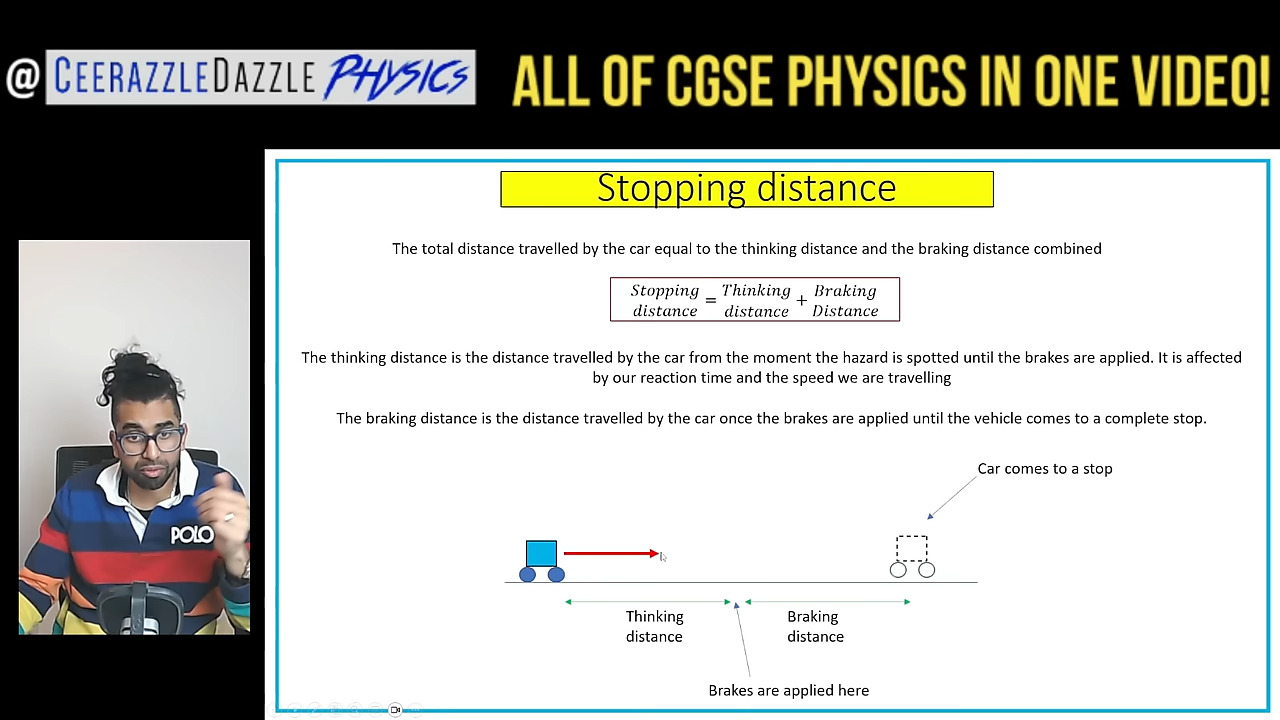 @ CEERAZZLEDAZZLE PHYSICS
ALL OF CGSE PHYSICS IN ONE VIDEO!
Stopping distance
The total distance travelled by the car equal to the thinking distance and the braking distance combined
Stopping distance = Thinking distance + Braking Distance
The thinking distance is the distance travelled by the car from the moment the hazard is spotted until the brakes are applied. It is affected
by our reaction time and the speed we are travelling
The braking distance is the distance travelled by the car once the brakes are applied until the vehicle comes to a complete stop.
Car comes to a stop
POLO
Thinking
distance
Braking
distance
Brakes are applied here